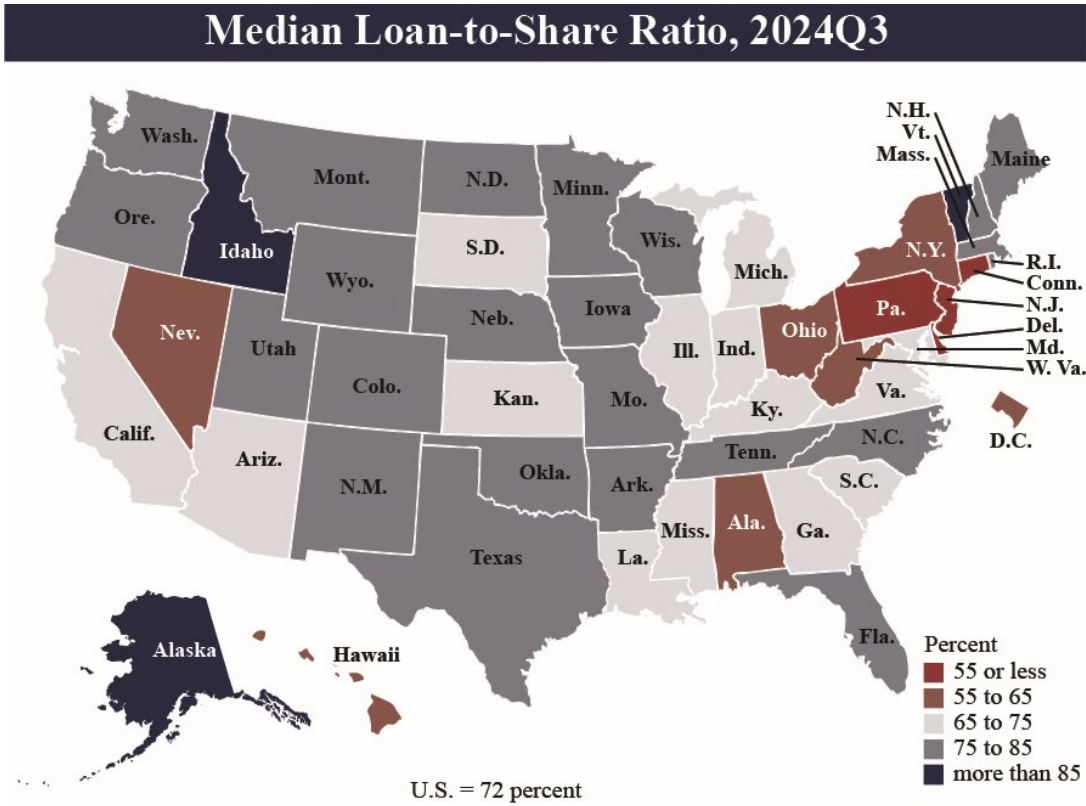 Median Loan-to-Share Ratio, 2024Q3
N.H.
Vt.
Mass.
Wash.
Maine
Mont.
N.D.
Minn.
Ore.
Idaho
S.D.
Wis.
N.Y.
Mich.
R.I.
Conn.
N.J.
Del.
Md.
W. Va.
Wyo.
Neb.
Iowa
Pa.
Nev.
Utah
Colo.
Kan.
Mo.
Ill.
Ind.
Ohio
Ky.
Va.
Calif.
Ariz.
N.M.
Okla.
Ark.
Tenn.
N.C.
D.C.
S.C.
Texas
La.
Miss.
Ala.
Ga.
Fla.
Alaska
Hawaii
Percent
55 or less
55 to 65
65 to 75
75 to 85
more than 85
U.S. = 72 percent